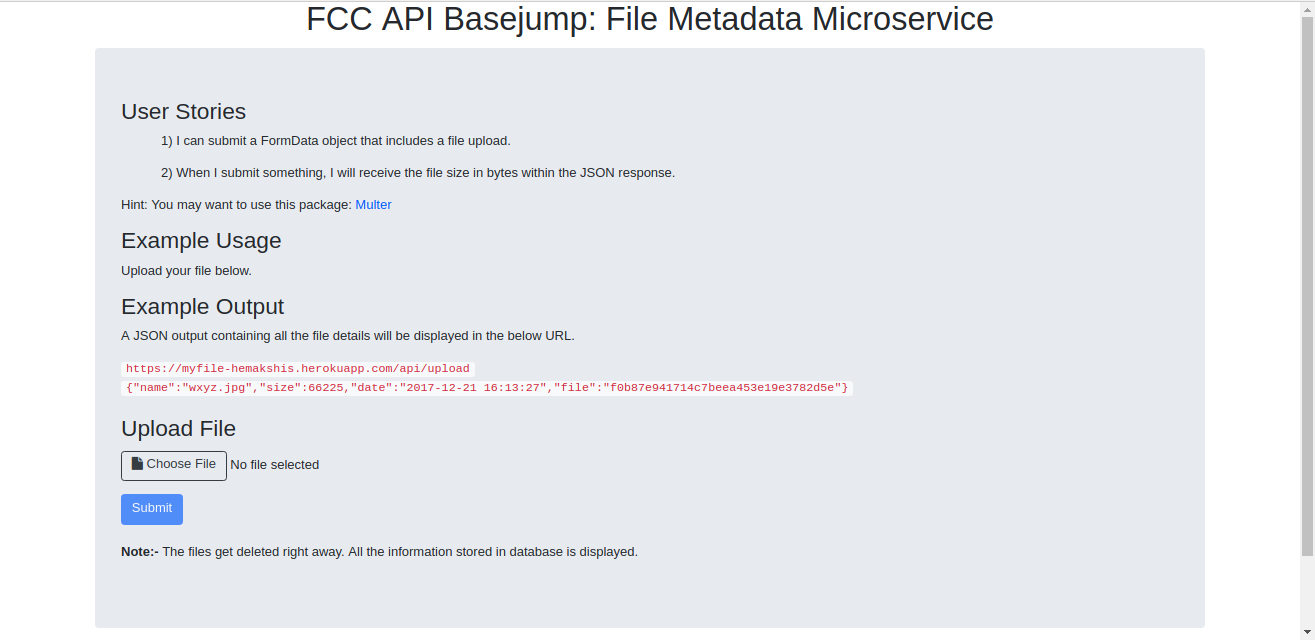 FCC API Basejump: File Metadata Microservice
User Stories
1) I can submit a FormData object that includes a file upload.
2) When I submit something, I will receive the file size in bytes within the JSON response.
Hint: You may want to use this package: Multer
Example Usage
Upload your file below.
Example Output
A JSON output containing all the file details will be displayed in the below URL.
https://myfile-hemakshis.herokuapp.com/api/upload
{"name":"wxyz.jpg","size":66225,"date":"2017-12-21 16:13:27","file":"f0b87e941714c7beea453e19e3782d5e"}
Upload File
Choose File No file selected
Submit
Note:- The files get deleted right away. All the information stored in database is displayed.